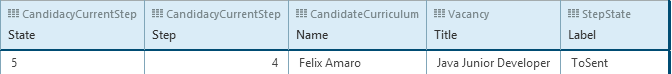 CandidacyCurrentStep CandidacyCurrentStep CandidateCurriculum Vacancy StepState
State Step Name Title Label
5 4 Felix Amaro Java Junior Developer ToSent